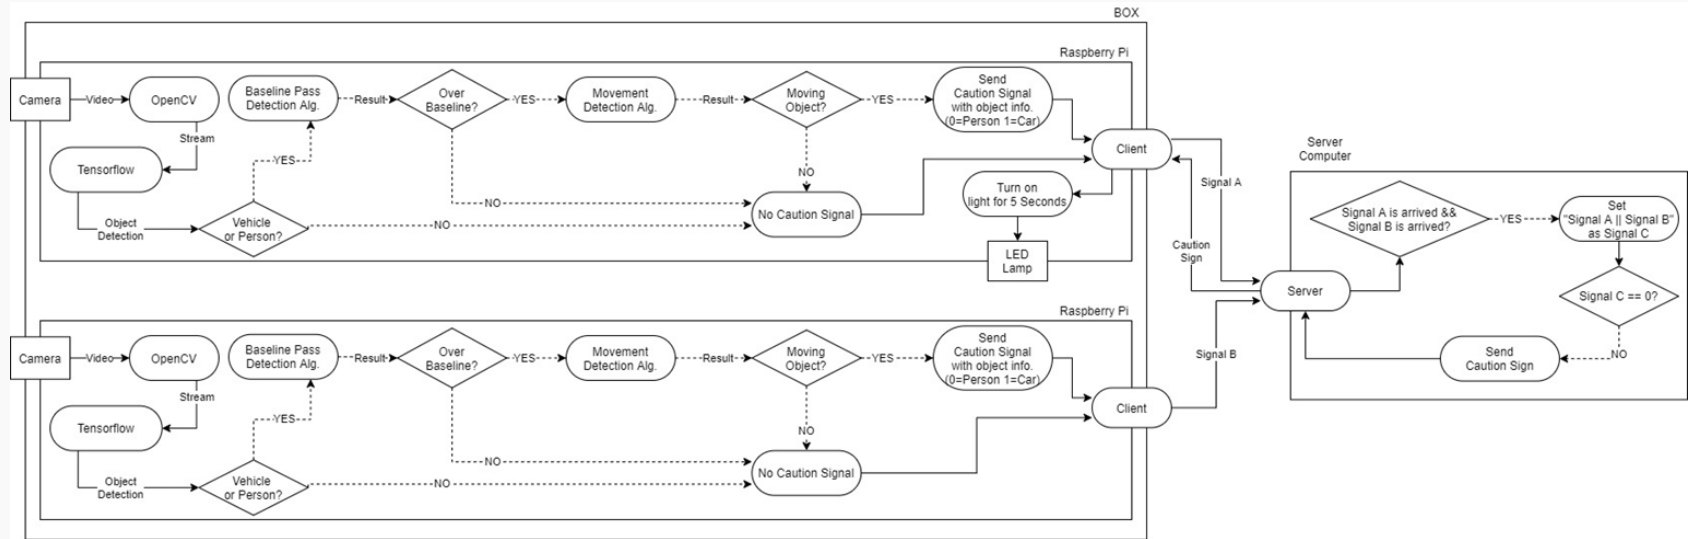 BOX
Raspberry Pi
Camera
Video
OpenCV
Stream
Tensorflow
Object
Detection
Vehicle
or Person?
YES
NO
Baseline Pass
Detection Alg.
Result
Over
Baseline?
YES
NO
Movement
Detection Alg.
Result
Moving
Object?
YES
NO
Send
Caution Signal
with object info.
(0=Person 1=Car)
No Caution Signal
Client
Turn on
light for 5 Seconds
LED
Lamp
Raspberry Pi
Camera
Video
OpenCV
Stream
Tensorflow
Object
Detection
Vehicle
or Person?
YES
NO
Baseline Pass
Detection Alg.
Result
Over
Baseline?
YES
NO
Movement
Detection Alg.
Result
Moving
Object?
YES
NO
Send
Caution Signal
with object info.
(0=Person 1=Car)
No Caution Signal
Client
Signal A
Caution
Sign
Signal B
Server
Computer
Server
Signal A is arrived &&
Signal B is arrived?
YES
Set
"Signal A || Signal B"
as Signal C
Signal C == 0?
NO
Send
Caution Sign